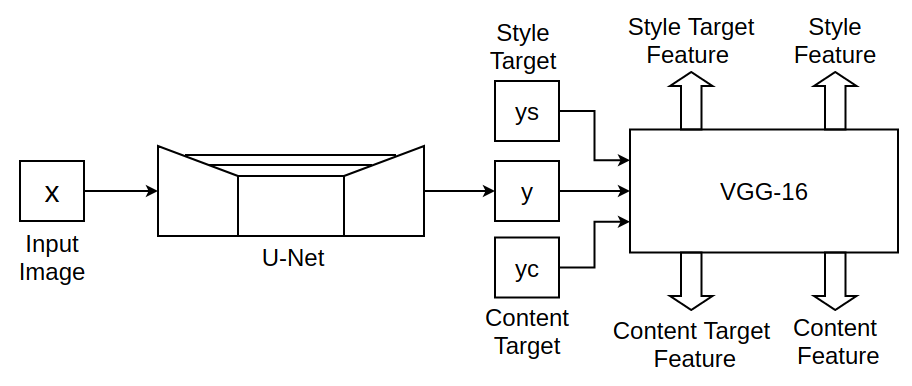 Style Target
Feature
Style
Feature
Style
Target
ys
x
Input
Image
U-Net
y
yc
VGG-16
Content
Target
Content Target
Feature
Content
Feature